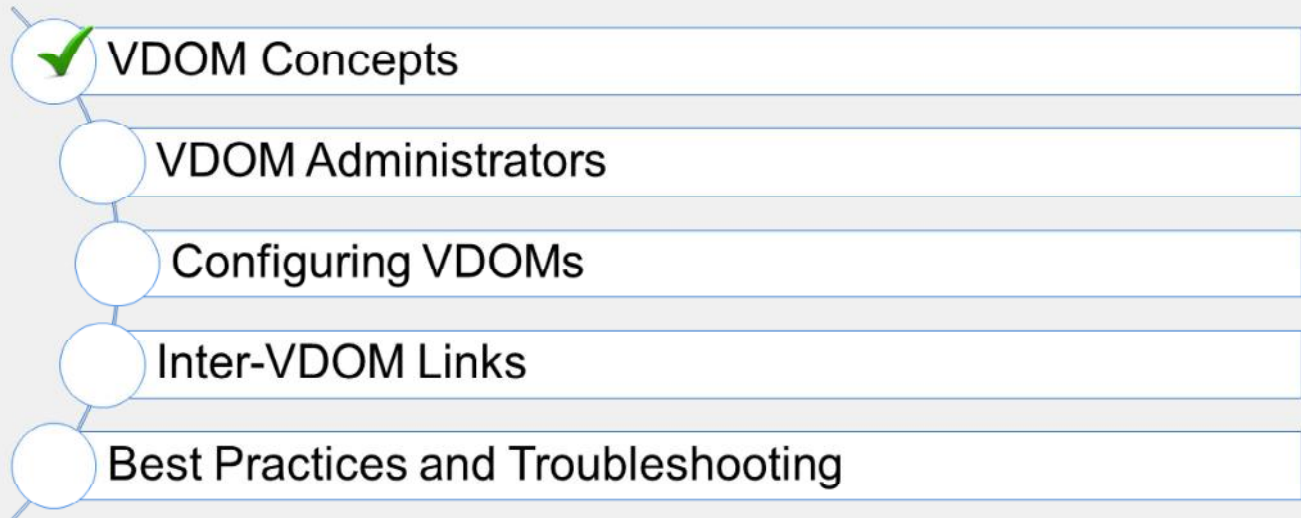 VDOM Concepts
VDOM Administrators
Configuring VDOMs
Inter-VDOM Links
Best Practices and Troubleshooting